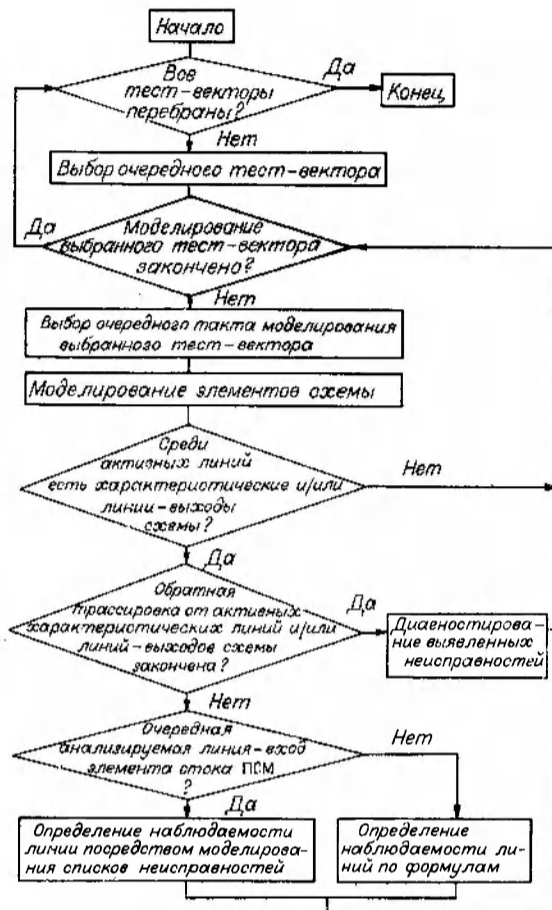 Начало
Все
тест-векторы
перебраны?
Да
Конец
Нет
Выбор очередного тест-вектора
Да
Моделирование
выбранного тест-вектора
закончено?
Нет
Выбор очередного такта моделирования
выбранного тест-вектора
Моделирование элементов схемы
Среди
активных линий
есть характеристические и/или
линии-выходы
схемы?
Нет
Да
Обратная
трассировка от активных
характеристических линий и/или
линий-выходов схемы
закончена?
Да
Диагностирова-
ние выявленных
неисправностей
Нет
Очередная
анализируемая линия-вход
элемента стока ПСМ
?
Нет
Да
Определение наблюдаемости
линии посредством моделирова-
ния списков неисправностей
Определение
наблюдаемости ли-
ний по формулам